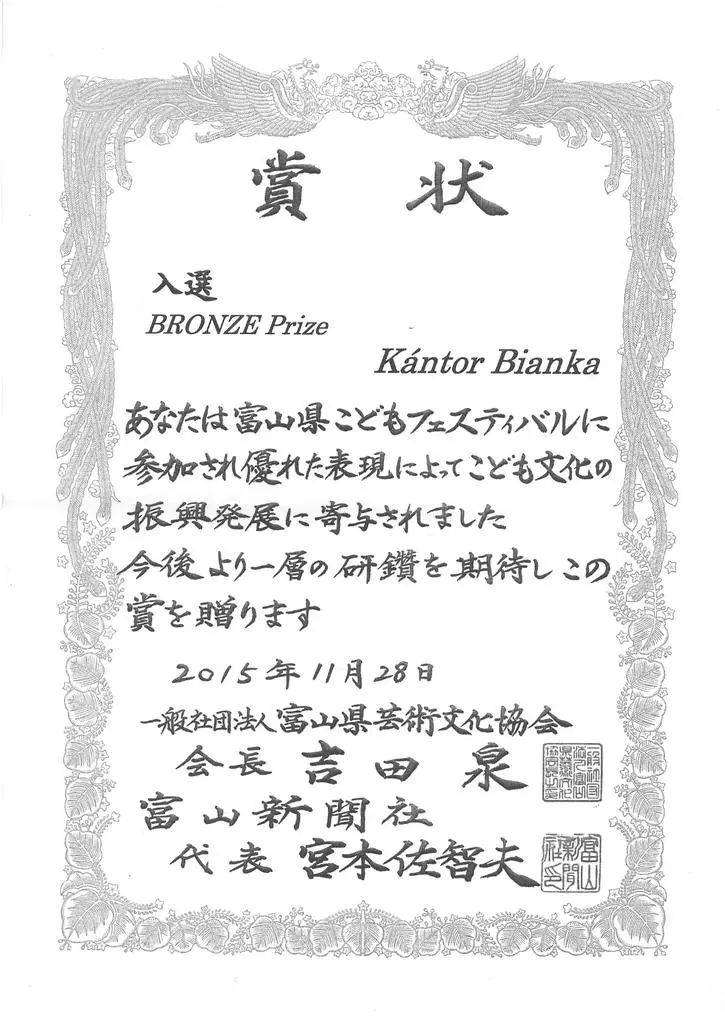 賞状
入選
BRONZE Prize
Kántor Bianka
あなたは富山県こどもフェスティバルに
参加され優れた表現によってこども文化の
振興発展に寄与されました
今後より一層の研鑽を期待しこの
賞を贈ります
2015年11月28日
一般社団法人富山県芸術文化協会
会長 吉田 泉
富山新聞社
代表 宮本佐智夫
富山新聞社印